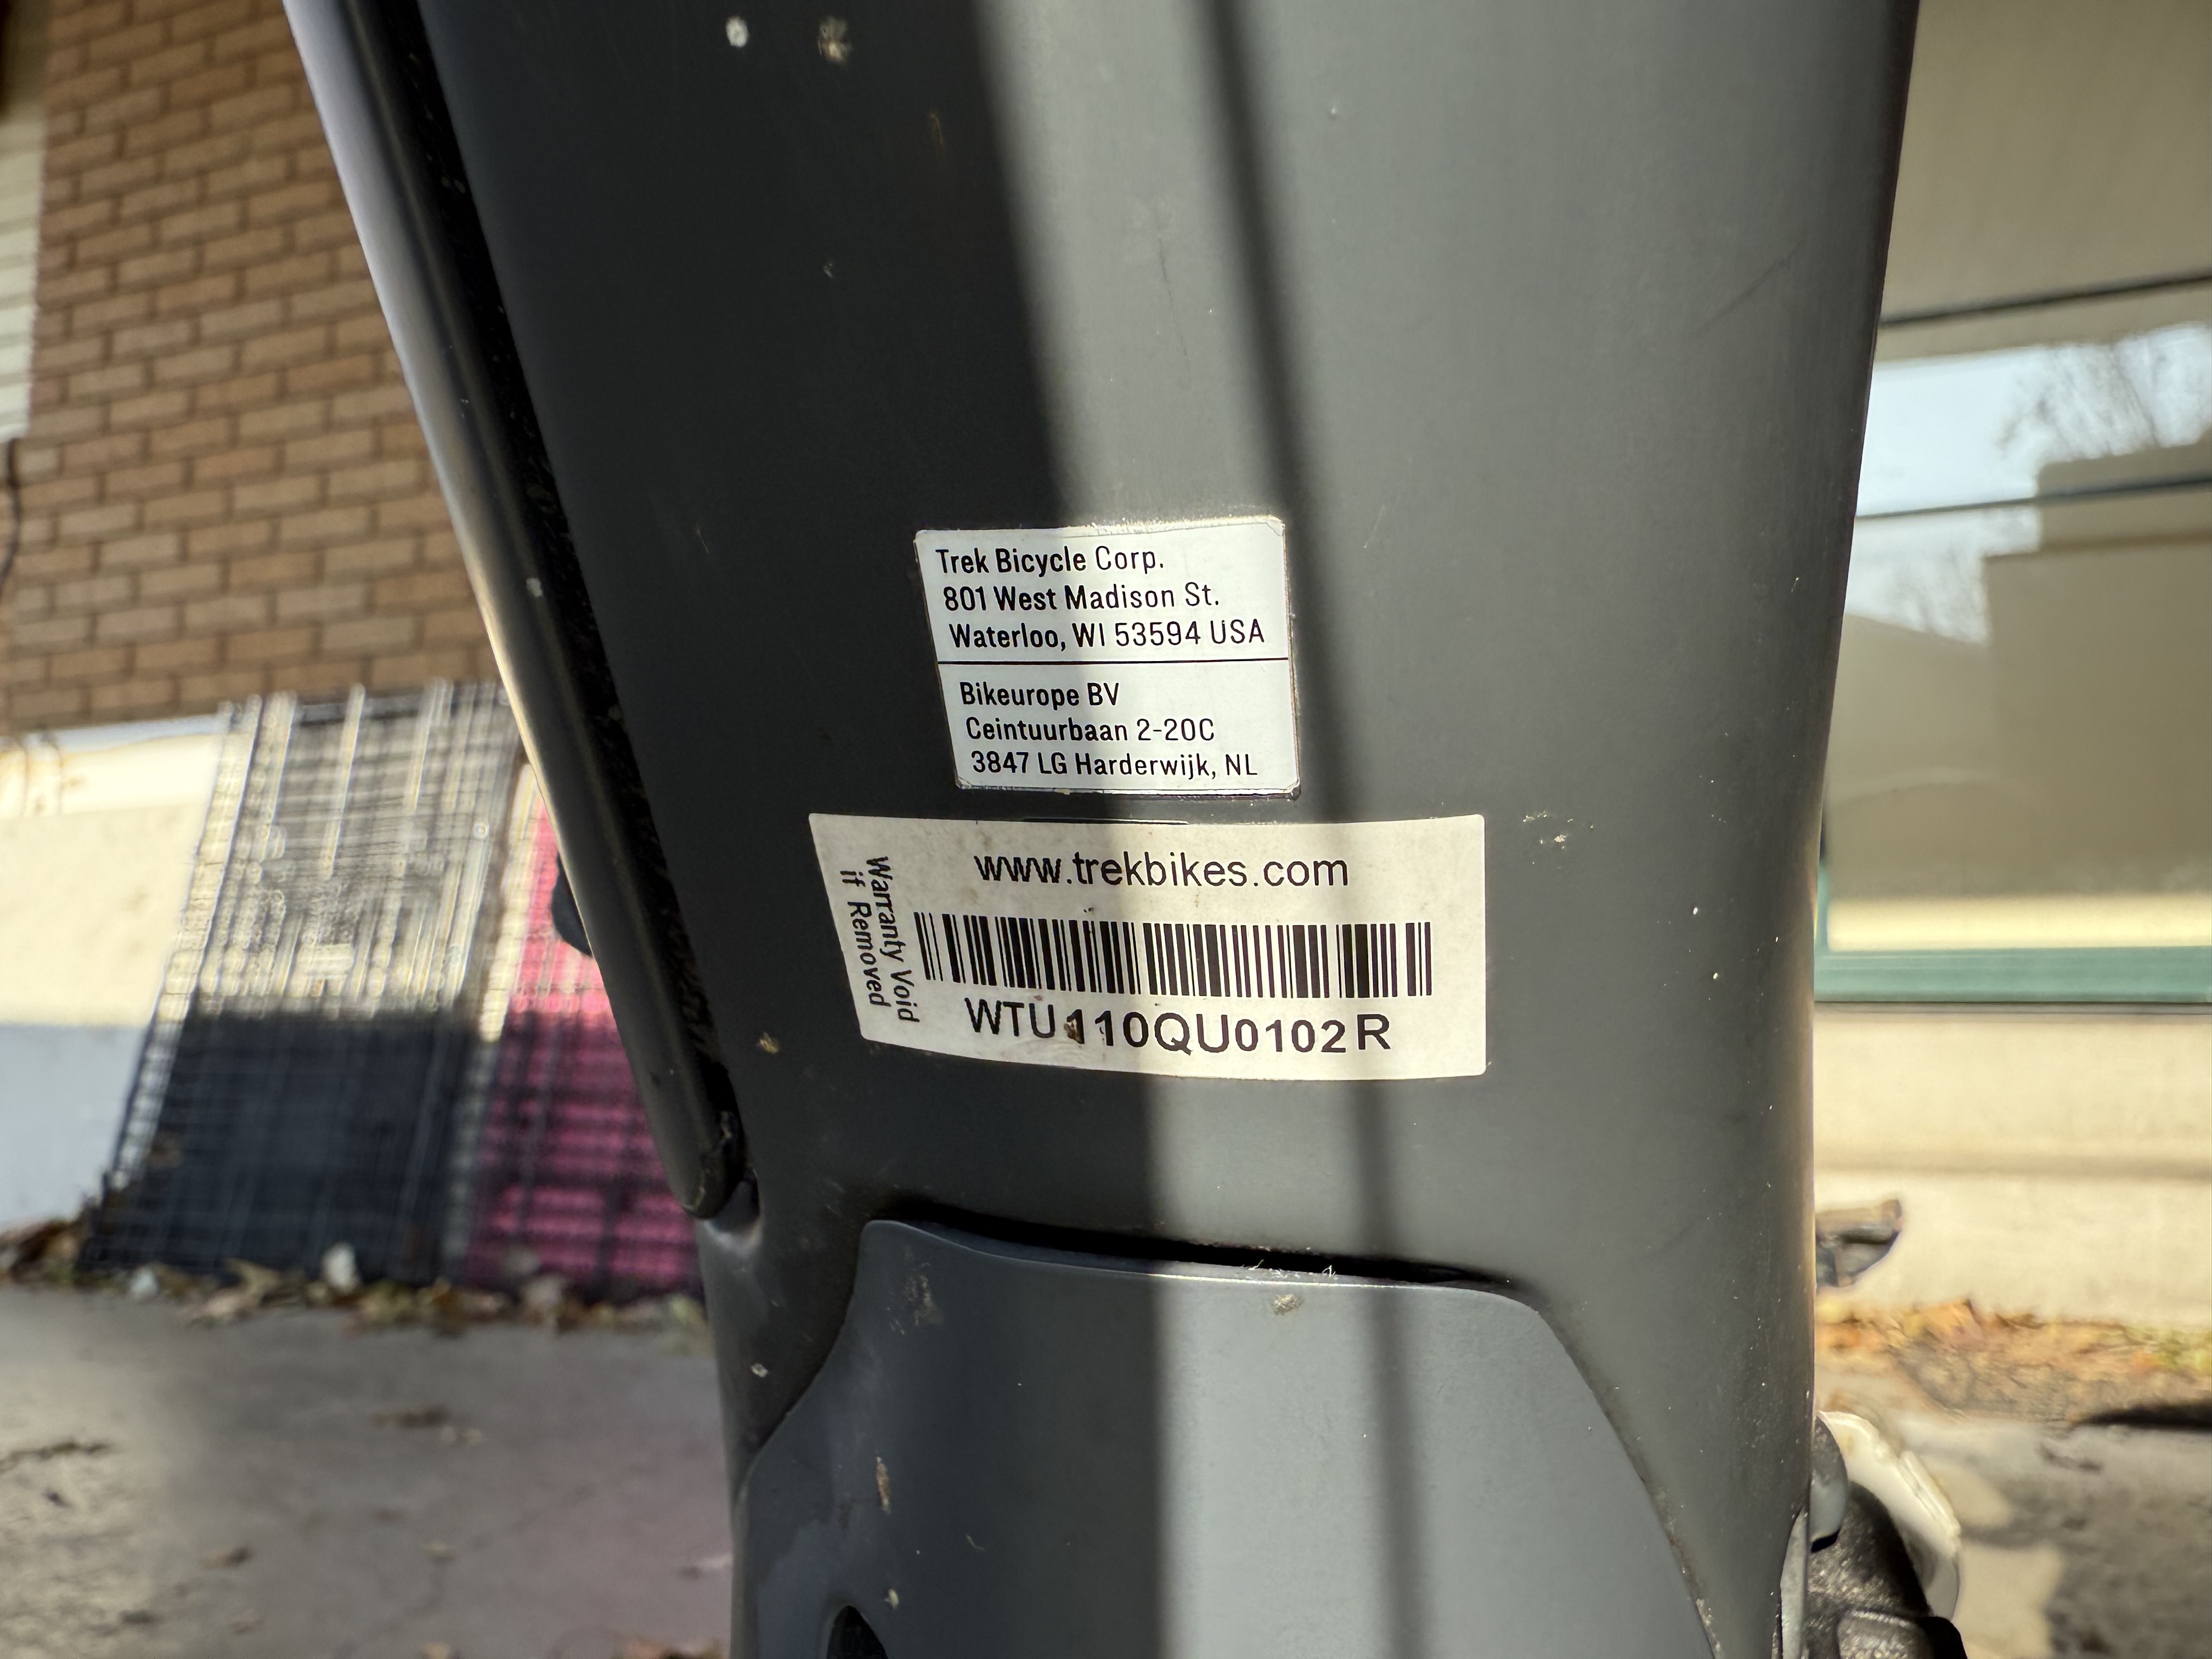 Trek Bicycle Corp.
801 West Madison St.
Waterloo, WI 53594 USA
Bikeurope BV
Ceintuurbaan 2-20C
3847 LG Harderwijk, NL
www.trekbikes.com
Warranty Void
if Removed
WTU110QU0102R